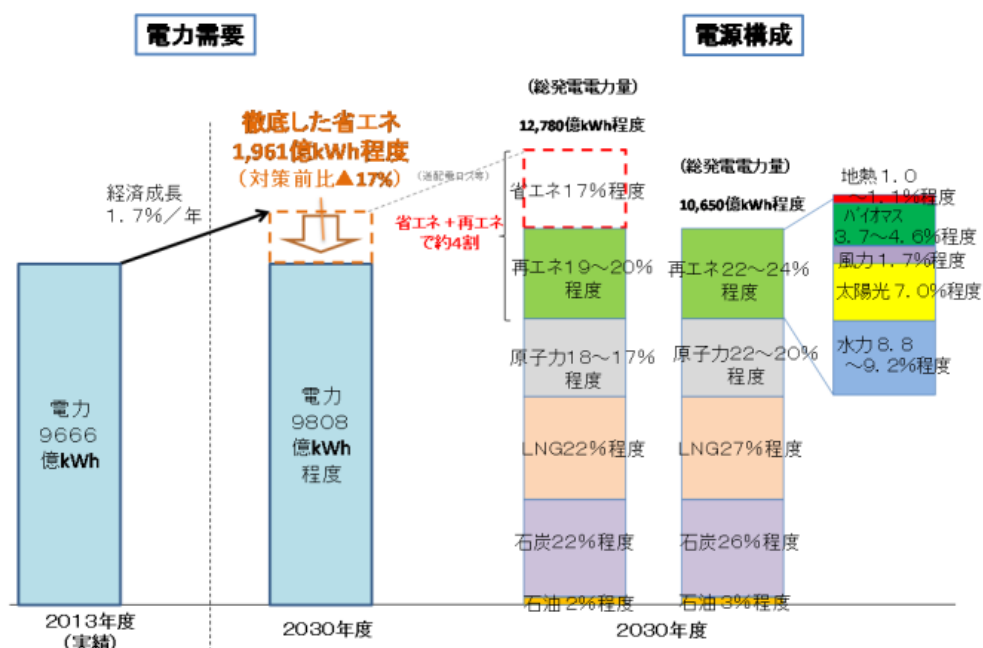 電力需要
電源構成
徹底した省エネ
1,961億kWh程度
(対策前比▲17%)
経済成長
1.7%/年
電力
9666
億kWh
電力
9808
億kWh
程度
(送配電ロス等)
省エネ+再エネ
で約4割
(総発電電力量)
12,780億kWh程度
省エネ17%程度
再エネ19~20%
程度
原子力18~17%
程度
LNG22%程度
石炭22%程度
石油2%程度
(総発電電力量)
10,650億kWh程度
再エネ22~24%
程度
原子力22~20%
程度
LNG27%程度
石炭26%程度
石油3%程度
地熱1.0
~1.1%程度
バイオマス
3.7~4.6%程度
風力1.7%程度
太陽光7.0%程度
水力8.8
~9.2%程度
2013年度
(実績)
2030年度
2030年度